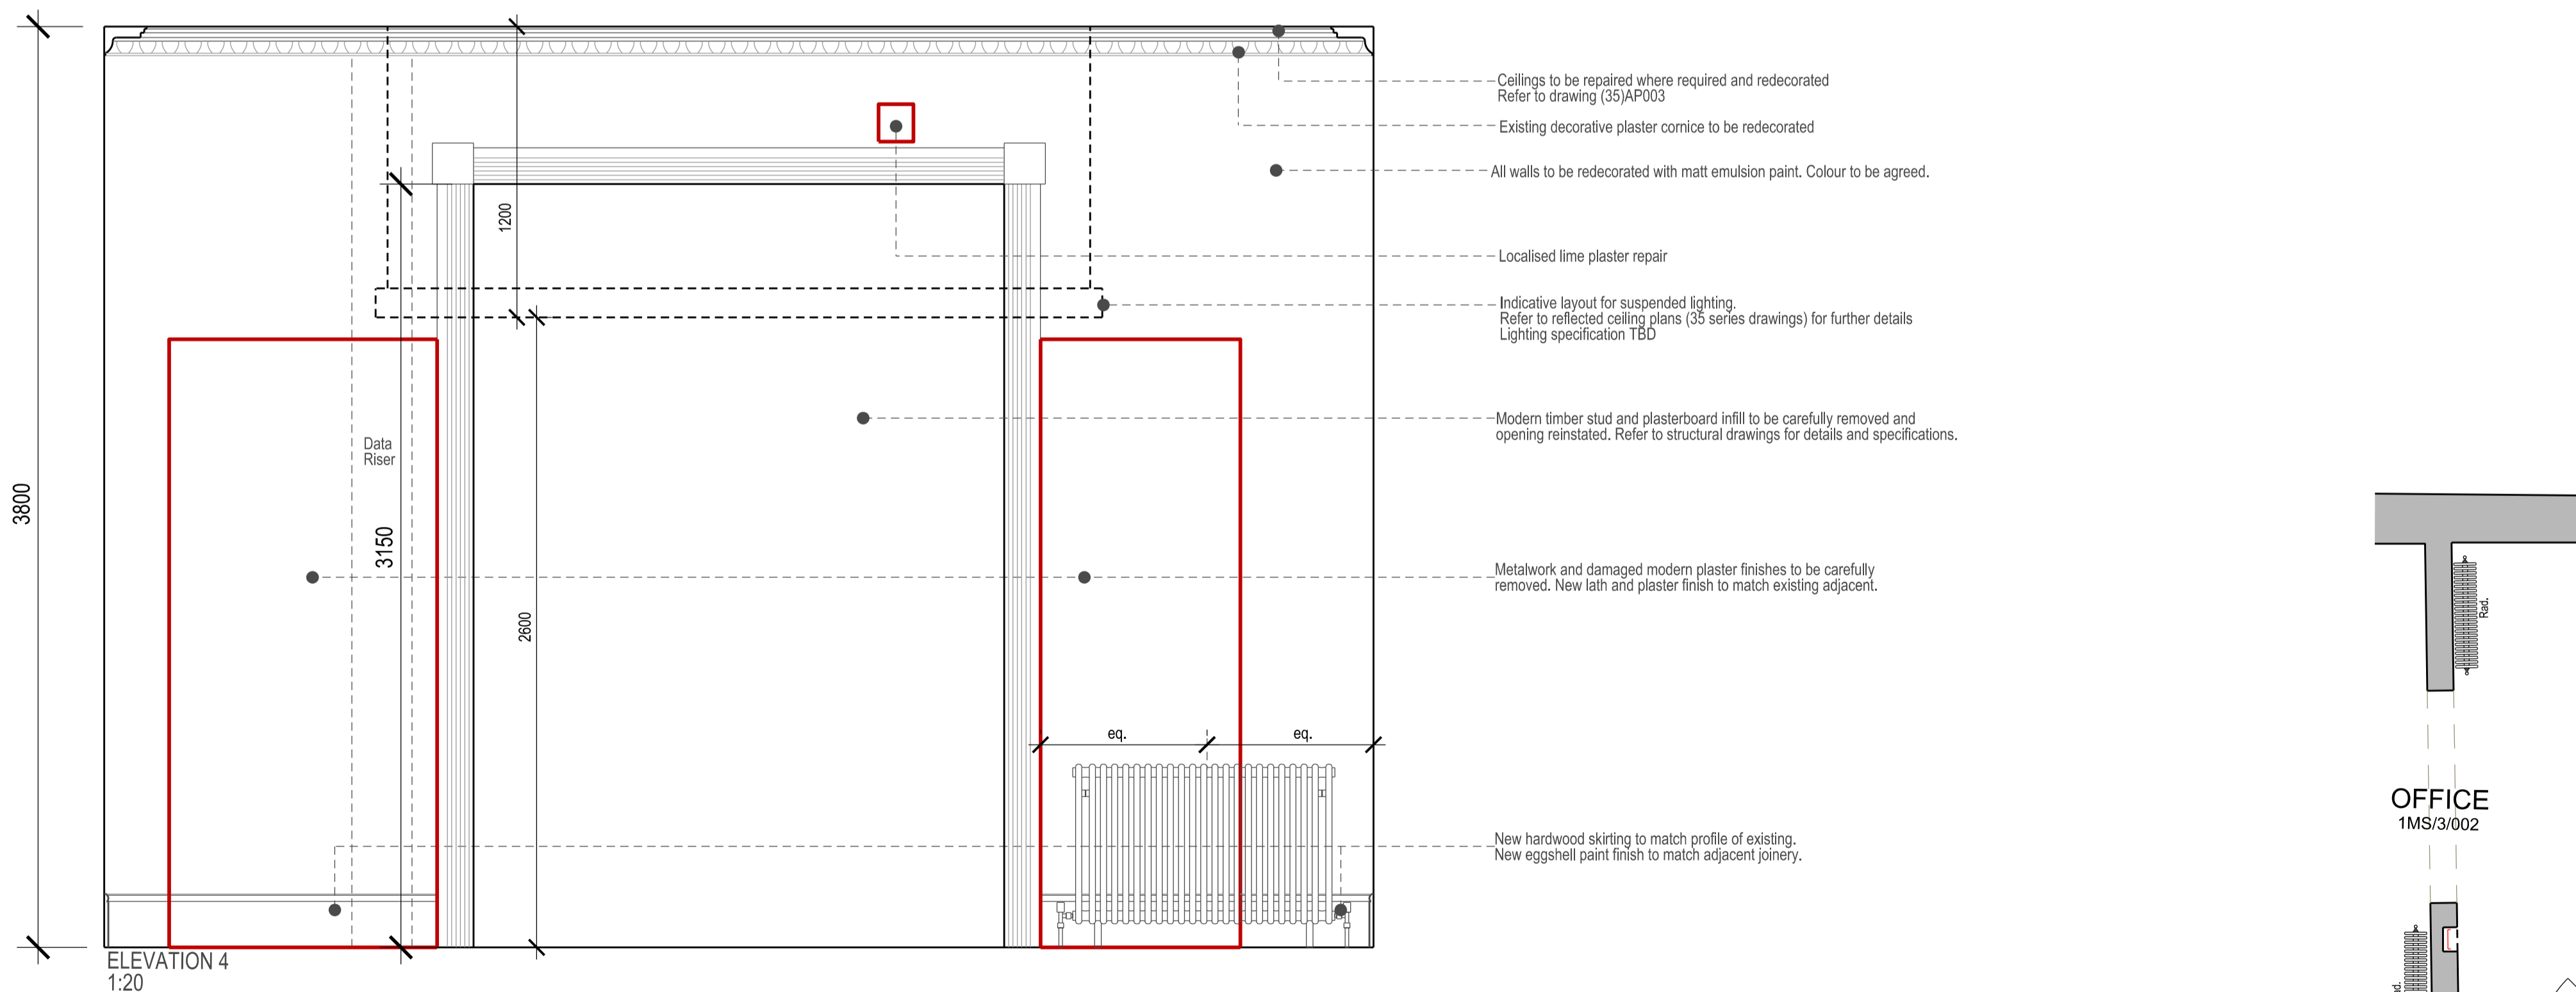 Ceilings to be repaired where required and redecorated
Refer to drawing (35)AP003
Existing decorative plaster cornice to be redecorated
All walls to be redecorated with matt emulsion paint. Colour to be agreed.
1200
Localised lime plaster repair
Indicative layout for suspended lighting.
Refer to reflected ceiling plans (35 series drawings) for further details
Lighting specification TBD
Modern timber stud and plasterboard infill to be carefully removed and
opening reinstated. Refer to structural drawings for details and specifications.
Data
Riser
3800
3150
2600
Metalwork and damaged modern plaster finishes to be carefully
removed. New lath and plaster finish to match existing adjacent.
Rad.
eq.
eq.
OFFICE
1MS/3/002
New hardwood skirting to match profile of existing.
New eggshell paint finish to match adjacent joinery.
ELEVATION 4
1:20